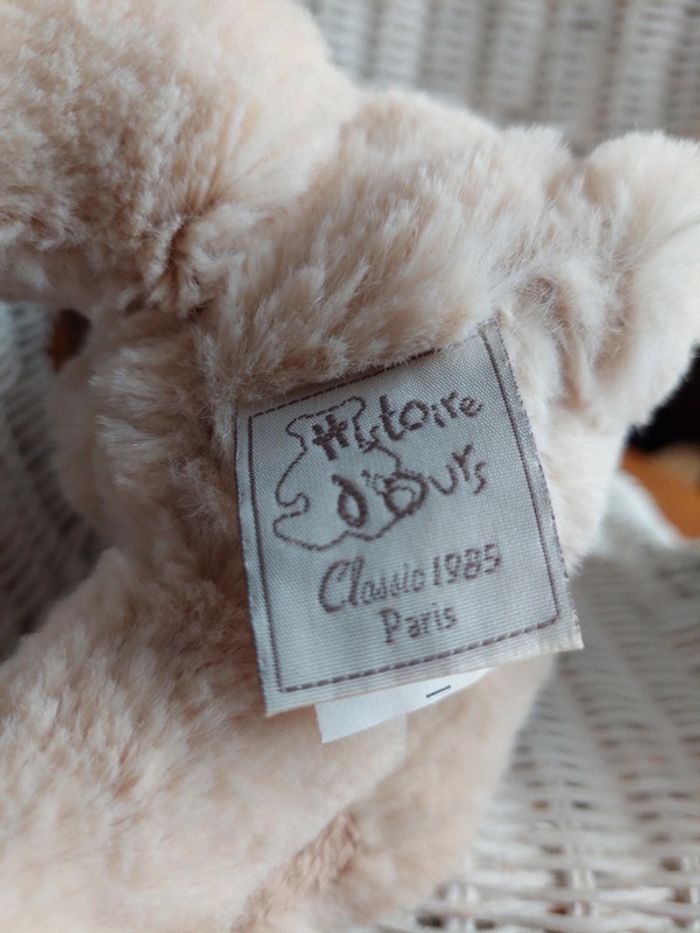 Histoire
d'Ours
Classic 1985
Paris